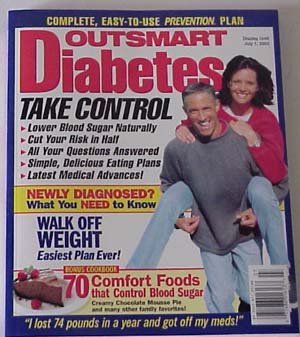 COMPLETE, EASY-TO-USE PREVENTION PLAN
OUTSMART
Diabetes
Display until
July 1, 2003
TAKE CONTROL
▸ Lower Blood Sugar Naturally
▸ Cut Your Risk in Half
▸ All Your Questions Answered
▸ Simple, Delicious Eating Plans
▸ Latest Medical Advances!
NEWLY DIAGNOSED?
What You NEED to Know
WALK OFF
WEIGHT
Easiest Plan Ever!
BONUS COOKBOOK
70 Comfort Foods
that Control Blood Sugar
Creamy Chocolate Mousse Pie
and many other family favorites!
"I lost 74 pounds in a year and got off my meds!"